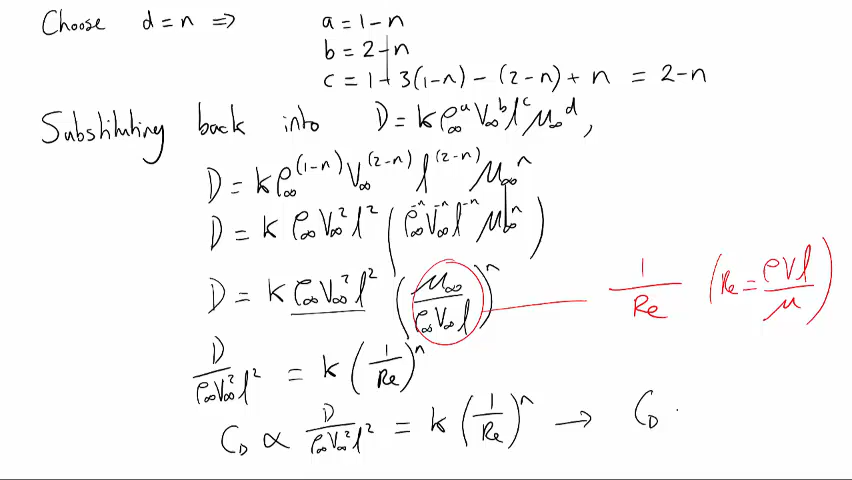 Choose d = n ⇒ a = 1 - n
b = 2 - n
c = 1 + 3(1-n) - (2-n) + n = 2 - n
Substituting back into D = k ρ∞^a V∞^b l^c μ∞^d,
D = k ρ∞^(1-n) V∞^(2-n) l^(2-n) μ∞^n
D = k ρ∞ V∞² l² (ρ∞^-n V∞^-n l^-n μ∞^n)
D = k ρ∞ V∞² l² (μ∞ / ρ∞ V∞ l)^n 1/Re (Re = ρVl/μ)
D / ρ∞ V∞² l² = k (1/Re)^n
C_D ∝ D / ρ∞ V∞² l² = k (1/Re)^n → C_D